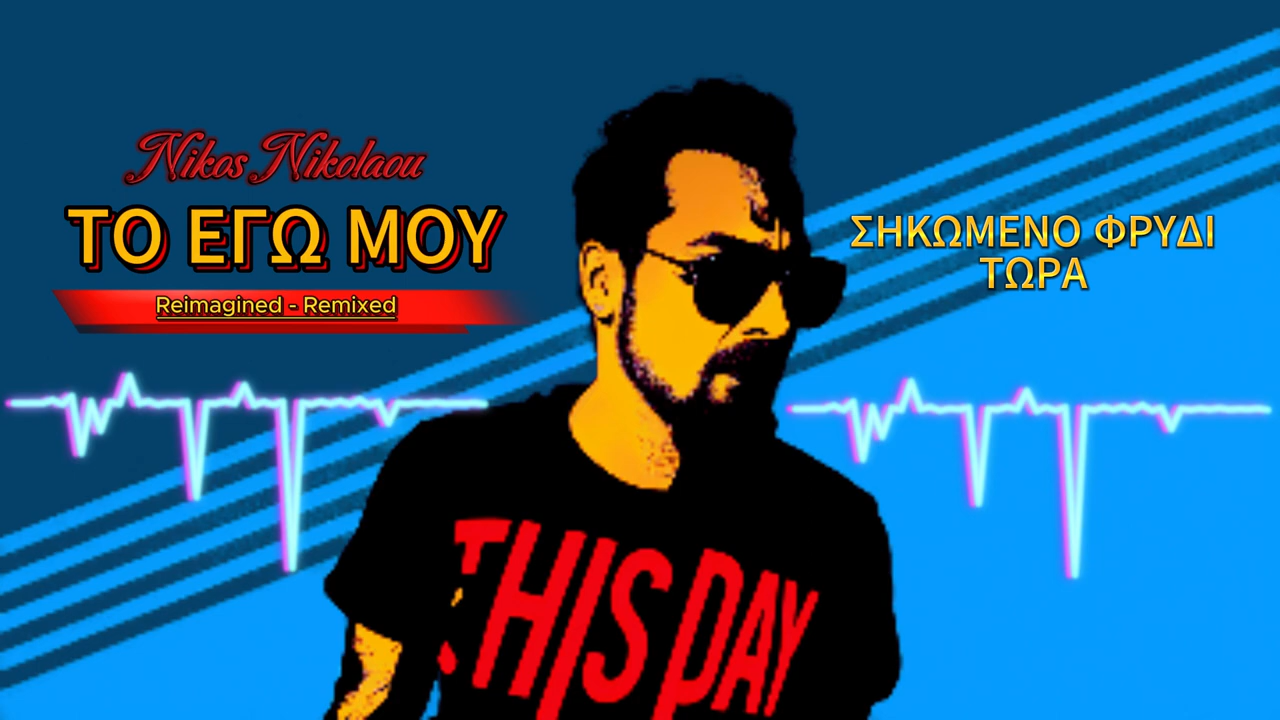 Nikos Nikolaou
ΤΟ ΕΓΩ ΜΟΥ
Reimagined - Remixed
ΣΗΚΩΜΕΝΟ ΦΡΥΔΙ
ΤΩΡΑ
THIS DAY